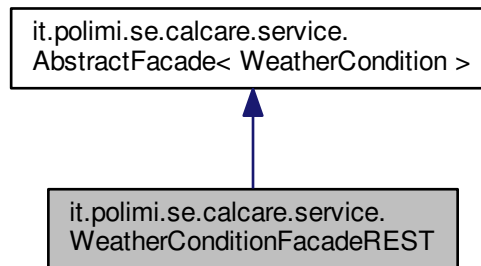 it.polimi.se.calcare.service.
AbstractFacade< WeatherCondition >
it.polimi.se.calcare.service.
WeatherConditionFacadeREST